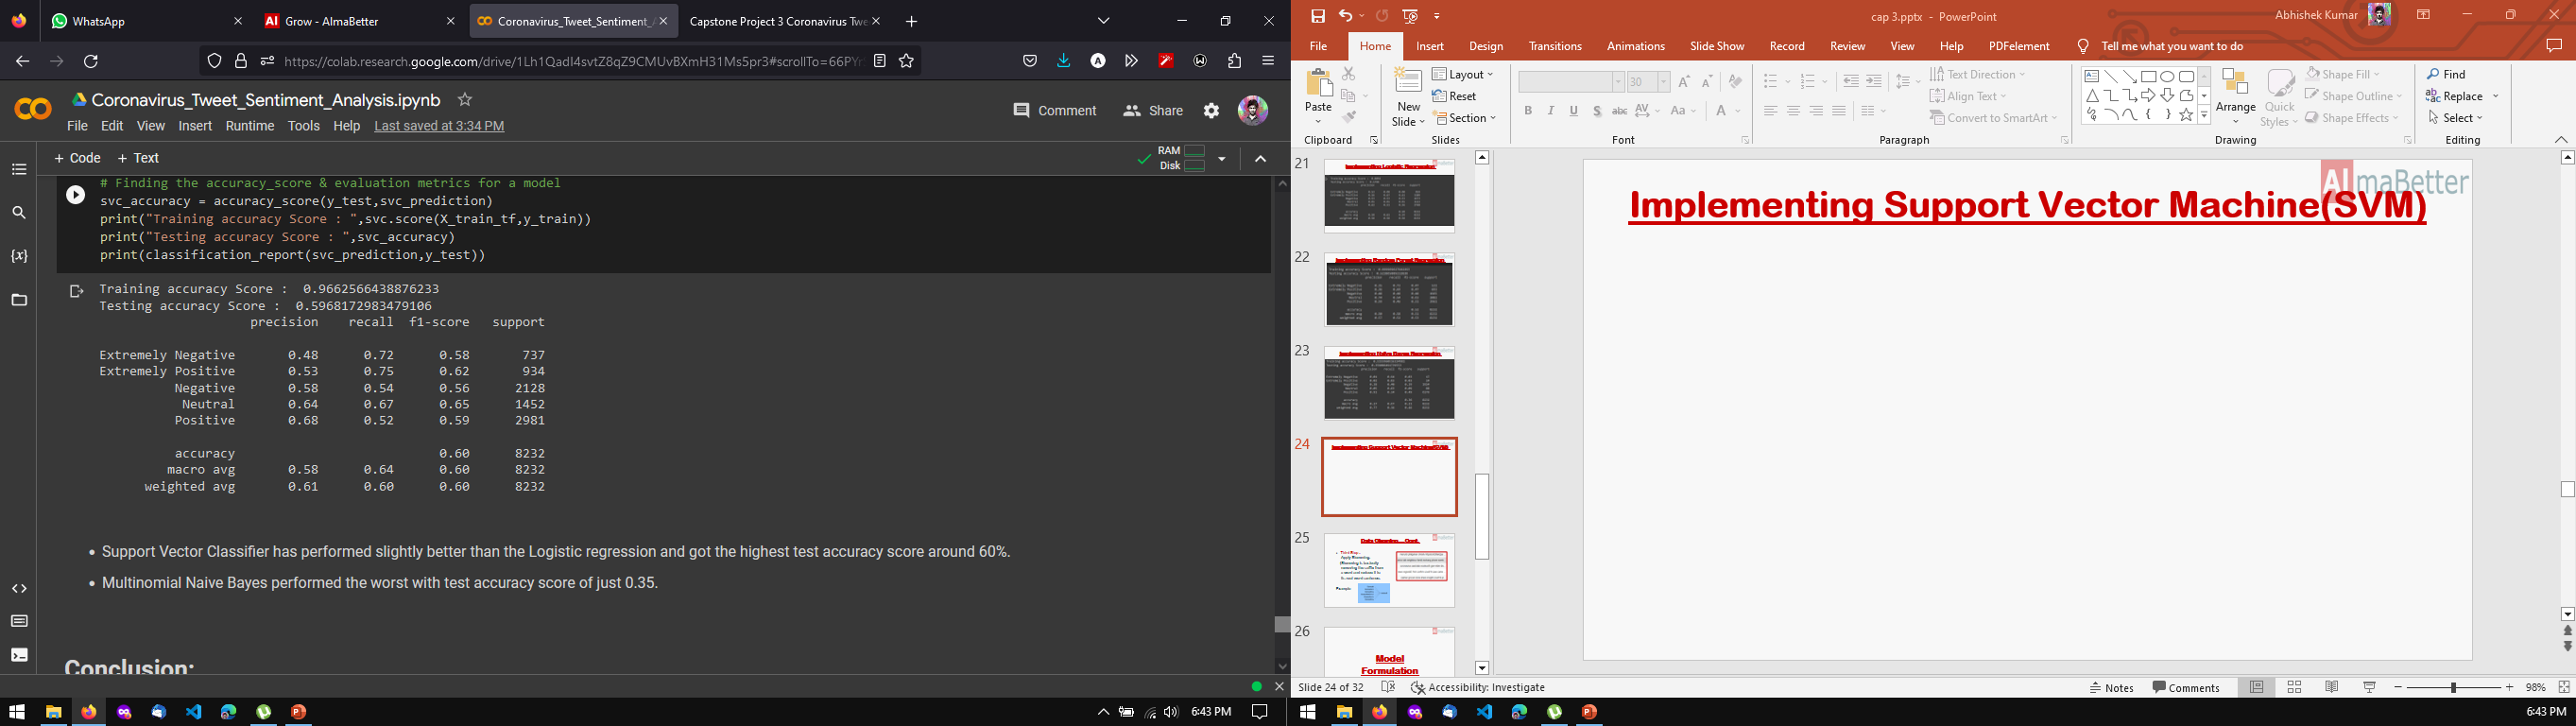 WhatsApp
Grow - AlmaBetter
Coronavirus_Tweet_Sentiment_A
Capstone Project 3 Coronavirus Twe
https://colab.research.google.com/drive/1Lh1QadI4svtZ8qZ9CMUvBXmH31Ms5pr3#scrollTo=66PYr
Coronavirus_Tweet_Sentiment_Analysis.ipynb
Comment
Share
File Edit View Insert Runtime Tools Help Last saved at 3:34 PM
+ Code + Text
RAM
Disk
# Finding the accuracy_score & evaluation metrics for a model
svc_accuracy = accuracy_score(y_test,svc_prediction)
print("Training accuracy Score : ",svc.score(X_train_tf,y_train))
print("Testing accuracy Score : ",svc_accuracy)
print(classification_report(svc_prediction,y_test))
Training accuracy Score : 0.9662566438876233
Testing accuracy Score : 0.5968172983479106
precision recall f1-score support
Extremely Negative 0.48 0.72 0.58 737
Extremely Positive 0.53 0.75 0.62 934
Negative 0.58 0.54 0.56 2128
Neutral 0.64 0.67 0.65 1452
Positive 0.68 0.52 0.59 2981
accuracy 0.60 8232
macro avg 0.58 0.64 0.60 8232
weighted avg 0.61 0.60 0.60 8232
• Support Vector Classifier has performed slightly better than the Logistic regression and got the highest test accuracy score around 60%.
• Multinomial Naive Bayes performed the worst with test accuracy score of just 0.35.
Conclusion:
6:43 PM
cap 3.pptx - PowerPoint
Abhishek Kumar
File Home Insert Design Transitions Animations Slide Show Record Review View Help PDFelement Tell me what you want to do
Paste
Clipboard
New
Slide
Layout
Reset
Section
Slides
30
B I U S abc AV Aa A
Font
Text Direction
Align Text
Convert to SmartArt
Paragraph
Arrange
Quick
Styles
Shape Fill
Shape Outline
Shape Effects
Drawing
Find
Replace
Select
Editing
21
22
23
24
Implementing Support Vector Machine(SVM)
25
26
Model
Formulation
AlmaBetter
Implementing Support Vector Machine(SVM)
Slide 24 of 32
Accessibility: Investigate
Notes
Comments
98%
6:43 PM